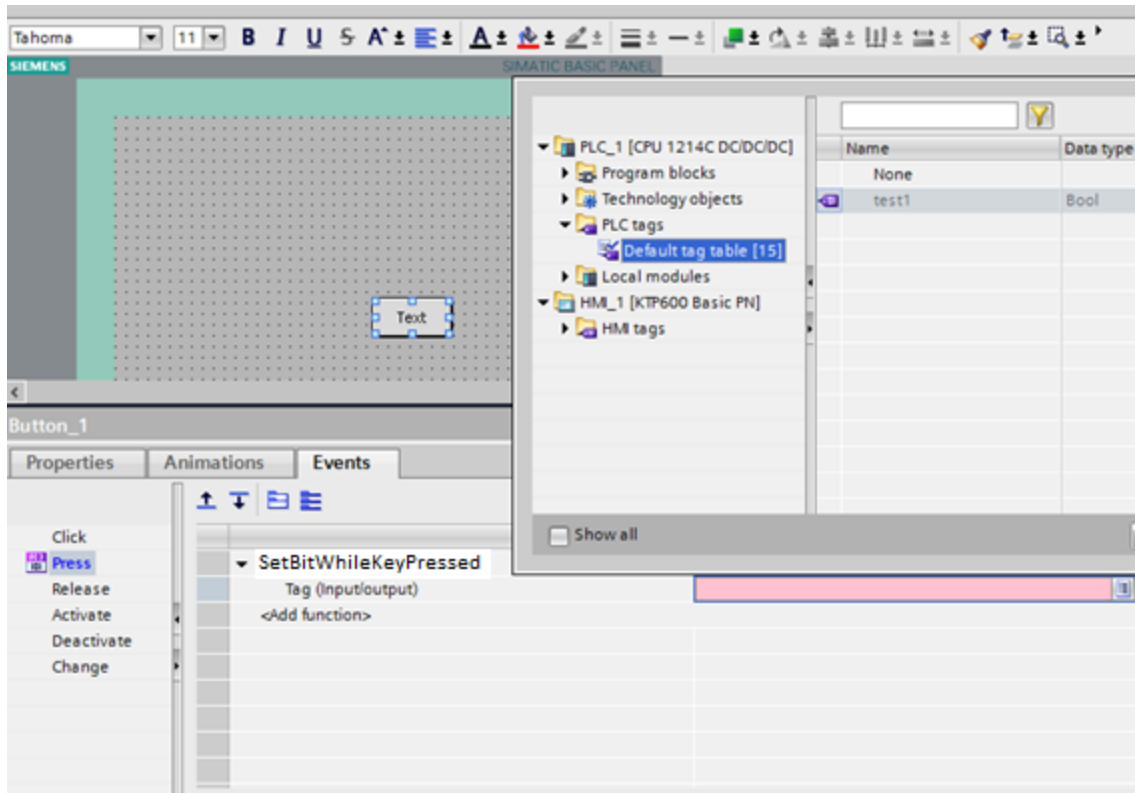 Tahoma 11 B I U S A A
SIEMENS SIMATIC BASIC PANEL
PLC_1 [CPU 1214C DC/DC/DC]
Program blocks
Technology objects
PLC tags
Default tag table [15]
Local modules
HMI_1 [KTP600 Basic PN]
HMI tags
Name Data type
None
test1 Bool
Show all
Text
Button_1
Properties Animations Events
Click
Press
Release
Activate
Deactivate
Change
SetBitWhileKeyPressed
Tag (Input/output)
<Add function>